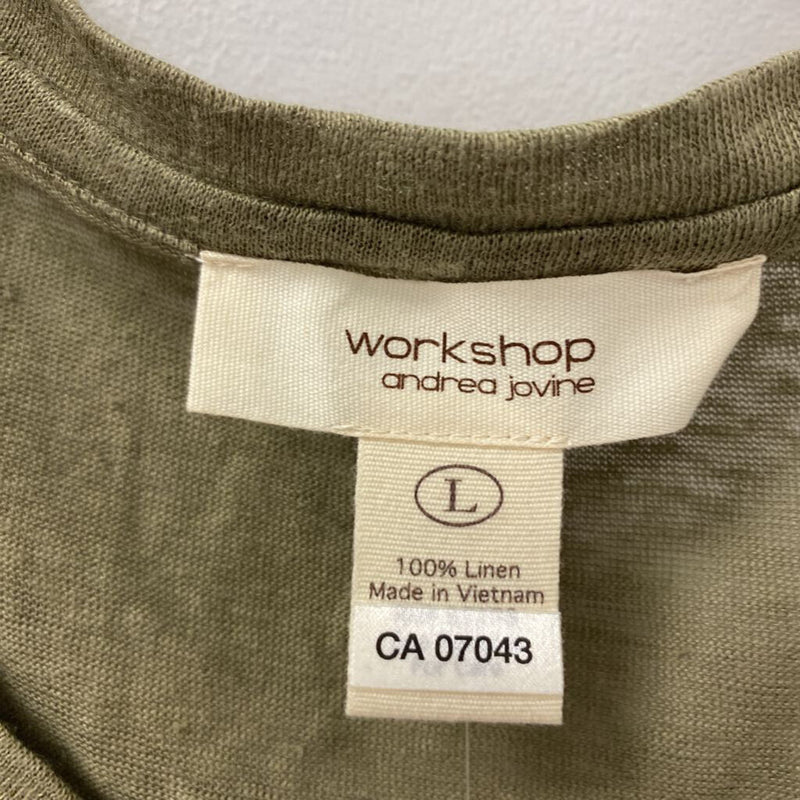 workshop
andrea jovine
L
100% Linen
Made in Vietnam
CA 07043